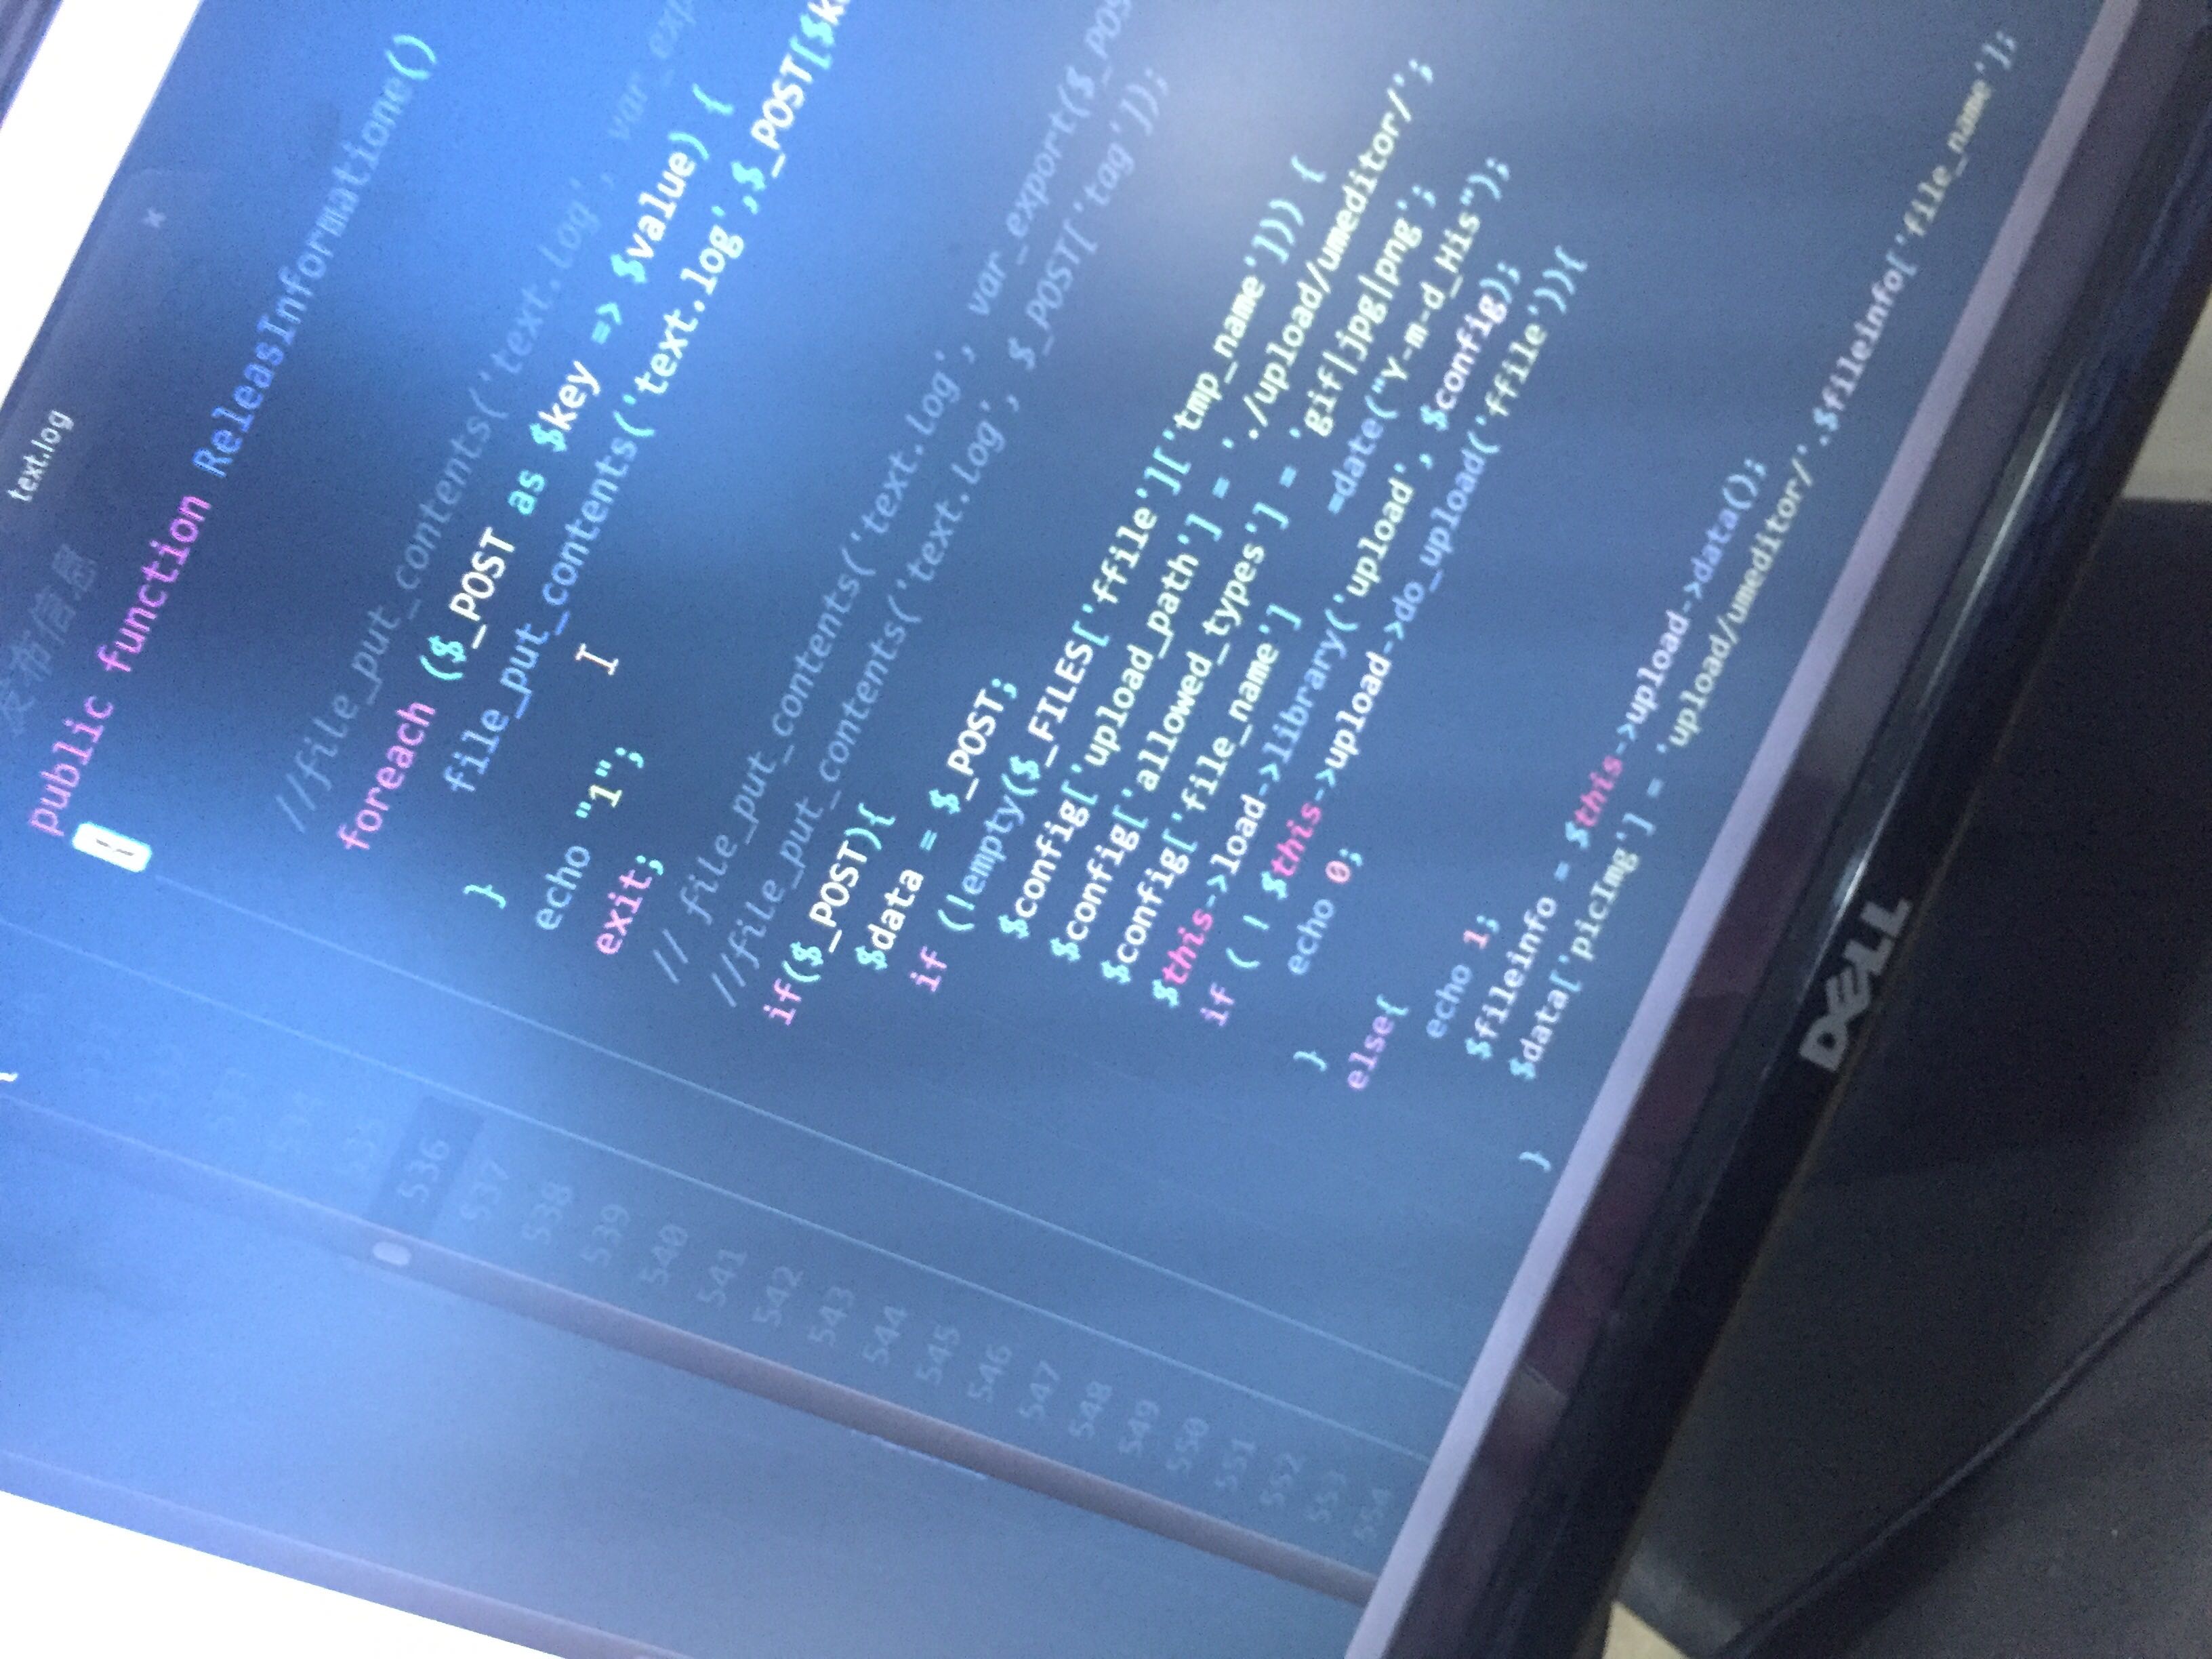 text.log
发布信息
public function ReleasInformatione()
{
//file_put_contents('text.log', var_exp
foreach ($_POST as $key => $value) {
file_put_contents('text.log',$_POST[$k
}
echo "1";
exit;
// file_put_contents('text.log', var_export($_POS
//file_put_contents('text.log', $_POST['tag']);
if($_POST){
$data = $_POST;
if (!empty($_FILES['ffile']['tmp_name'])) {
$config['upload_path'] = './upload/umeditor/';
$config['allowed_types'] = 'gif|jpg|png';
$config['file_name'] =date("Y-m-d_His");
$this->load->library('upload', $config);
if ( ! $this->upload->do_upload('ffile')){
echo 0;
}
else{
echo 1;
$fileinfo = $this->upload->data();
$data['picImg'] = 'upload/umeditor/'.$fileinfo['file_name'];
}
535
536
537
538
539
540
541
542
543
544
545
546
547
548
549
550
551
552
553
554
DELL